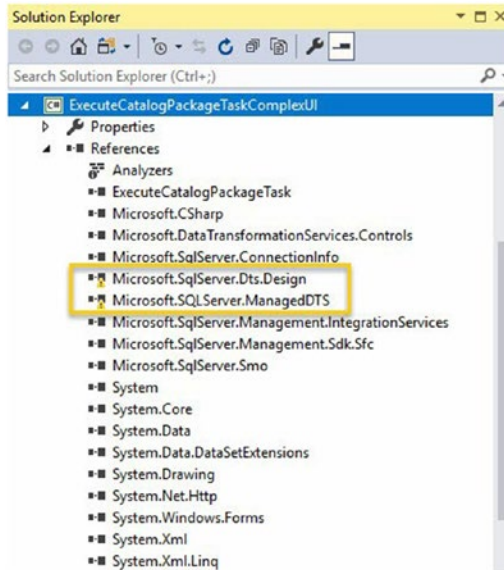 Solution Explorer
Search Solution Explorer (Ctrl+;)
C# ExecuteCatalogPackageTaskComplexUI
Properties
References
Analyzers
ExecuteCatalogPackageTask
Microsoft.CSharp
Microsoft.DataTransformationServices.Controls
Microsoft.SqlServer.ConnectionInfo
Microsoft.SqlServer.Dts.Design
Microsoft.SQLServer.ManagedDTS
Microsoft.SqlServer.Management.IntegrationServices
Microsoft.SqlServer.Management.Sdk.Sfc
Microsoft.SqlServer.Smo
System
System.Core
System.Data
System.Data.DataSetExtensions
System.Drawing
System.Net.Http
System.Windows.Forms
System.Xml
System.Xml.Linq